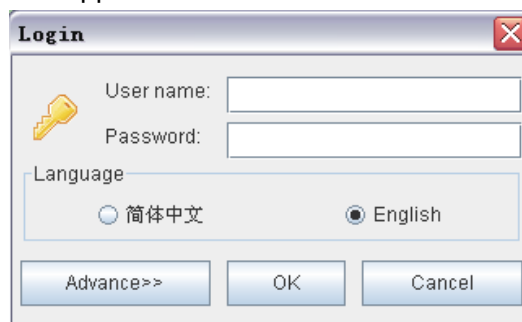 Login
User name:
Password:
Language
简体中文 English
Advance>> OK Cancel